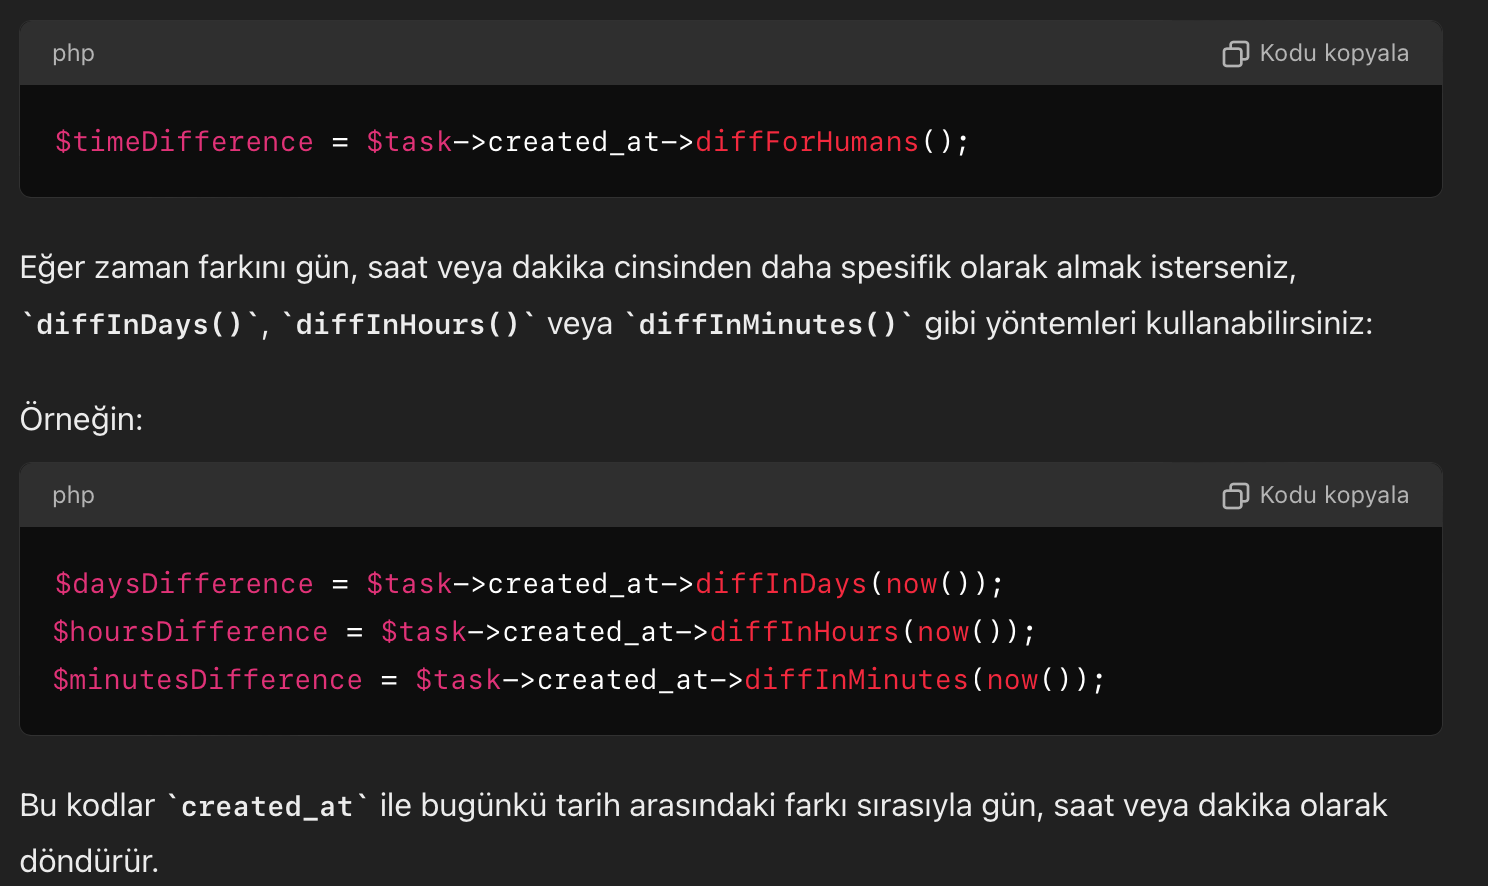 php
Kodu kopyala
$timeDifference = $task->created_at->diffForHumans();
Eğer zaman farkını gün, saat veya dakika cinsinden daha spesifik olarak almak isterseniz,
`diffInDays()`, `diffInHours()` veya `diffInMinutes()` gibi yöntemleri kullanabilirsiniz:
Örneğin:
php
Kodu kopyala
$daysDifference = $task->created_at->diffInDays(now());
$hoursDifference = $task->created_at->diffInHours(now());
$minutesDifference = $task->created_at->diffInMinutes(now());
Bu kodlar `created_at` ile bugünkü tarih arasındaki farkı sırasıyla gün, saat veya dakika olarak
döndürür.